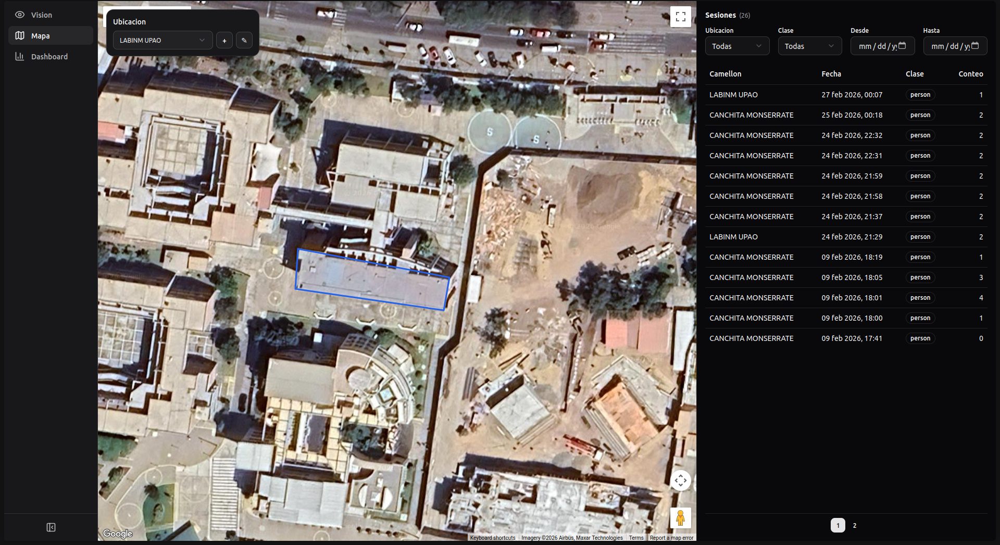 Vision
Mapa
Dashboard
Ubicacion
LABINM UPAO
+
S
S
Google
Keyboard shortcuts
Imagery ©2026 Airbus, Maxar Technologies
Terms
Report a map error
Sesiones (26)
Ubicacion Clase Desde Hasta
Todas Todas mm/dd/yy mm/dd/yy
Camellon Fecha Clase Conteo
LABINM UPAO 27 feb 2026, 00:07 person 1
CANCHITA MONSERRATE 25 feb 2026, 00:18 person 2
CANCHITA MONSERRATE 24 feb 2026, 22:32 person 2
CANCHITA MONSERRATE 24 feb 2026, 22:31 person 2
CANCHITA MONSERRATE 24 feb 2026, 21:59 person 2
CANCHITA MONSERRATE 24 feb 2026, 21:58 person 2
CANCHITA MONSERRATE 24 feb 2026, 21:37 person 2
LABINM UPAO 24 feb 2026, 21:29 person 2
CANCHITA MONSERRATE 09 feb 2026, 18:19 person 1
CANCHITA MONSERRATE 09 feb 2026, 18:05 person 3
CANCHITA MONSERRATE 09 feb 2026, 18:01 person 4
CANCHITA MONSERRATE 09 feb 2026, 18:00 person 1
CANCHITA MONSERRATE 09 feb 2026, 17:41 person 0
1 2